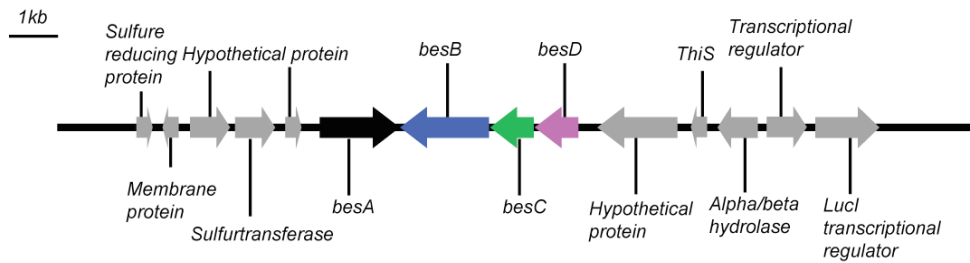 1kb
Sulfure
reducing
protein
Hypothetical protein
besB
besD
ThiS
Transcriptional
regulator
Membrane
protein
Sulfurtransferase
besA
besC
Hypothetical
protein
Alpha/beta
hydrolase
LucI
transcriptional
regulator